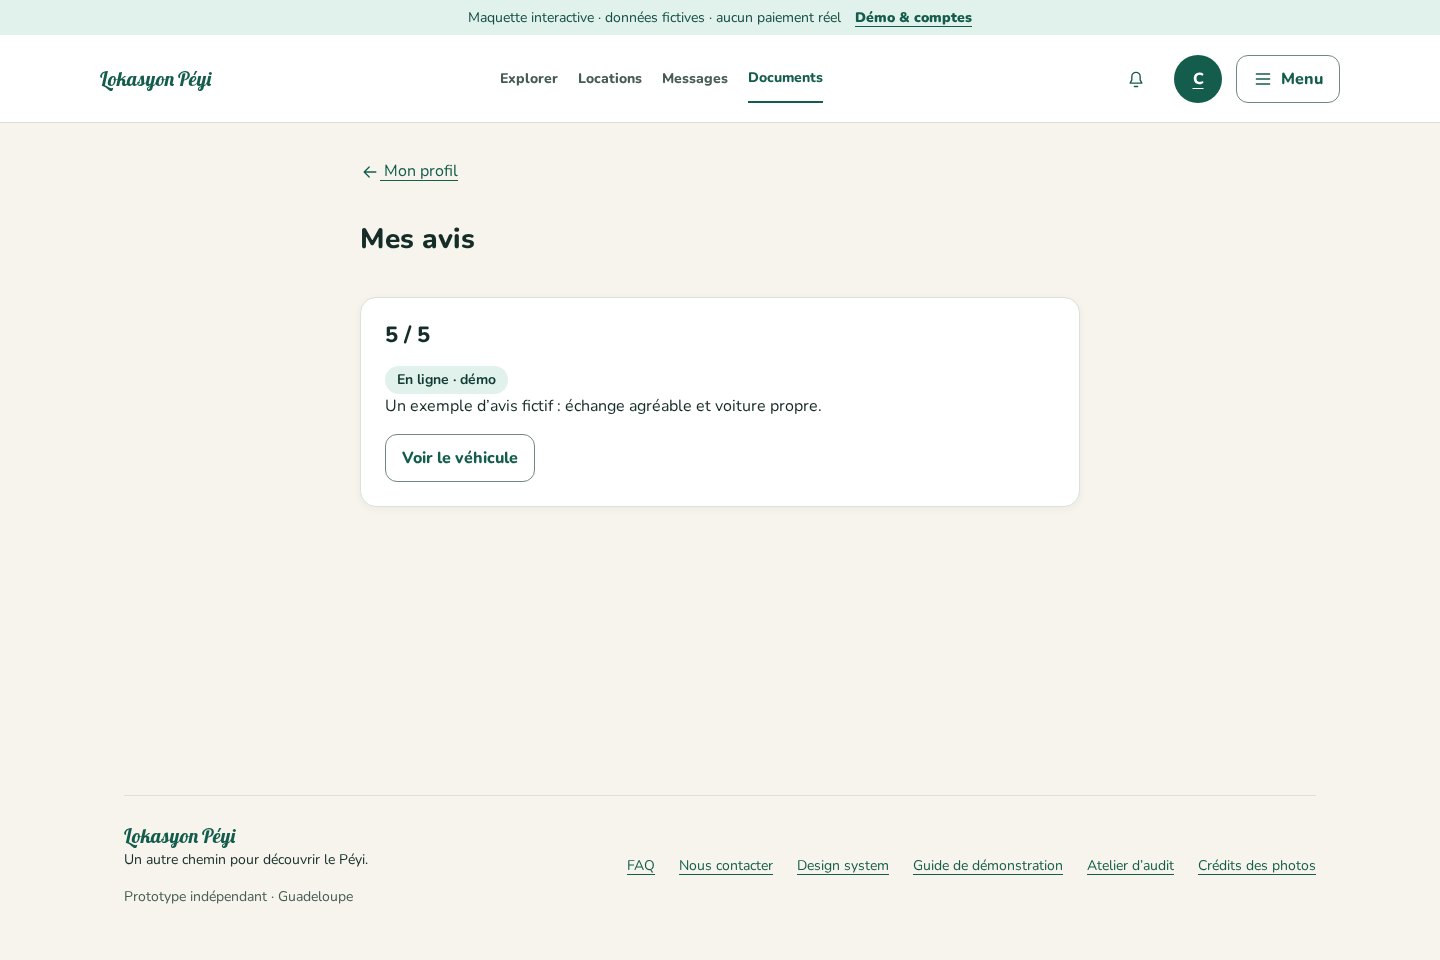 Maquette interactive · données fictives · aucun paiement réel Démo & comptes
Lokasyon Péyi Explorer Locations Messages Documents C Menu
Mon profil
Mes avis
5 / 5
En ligne · démo
Un exemple d’avis fictif : échange agréable et voiture propre.
Voir le véhicule
Lokasyon Péyi
Un autre chemin pour découvrir le Péyi.
FAQ Nous contacter Design system Guide de démonstration Atelier d’audit Crédits des photos
Prototype indépendant · Guadeloupe